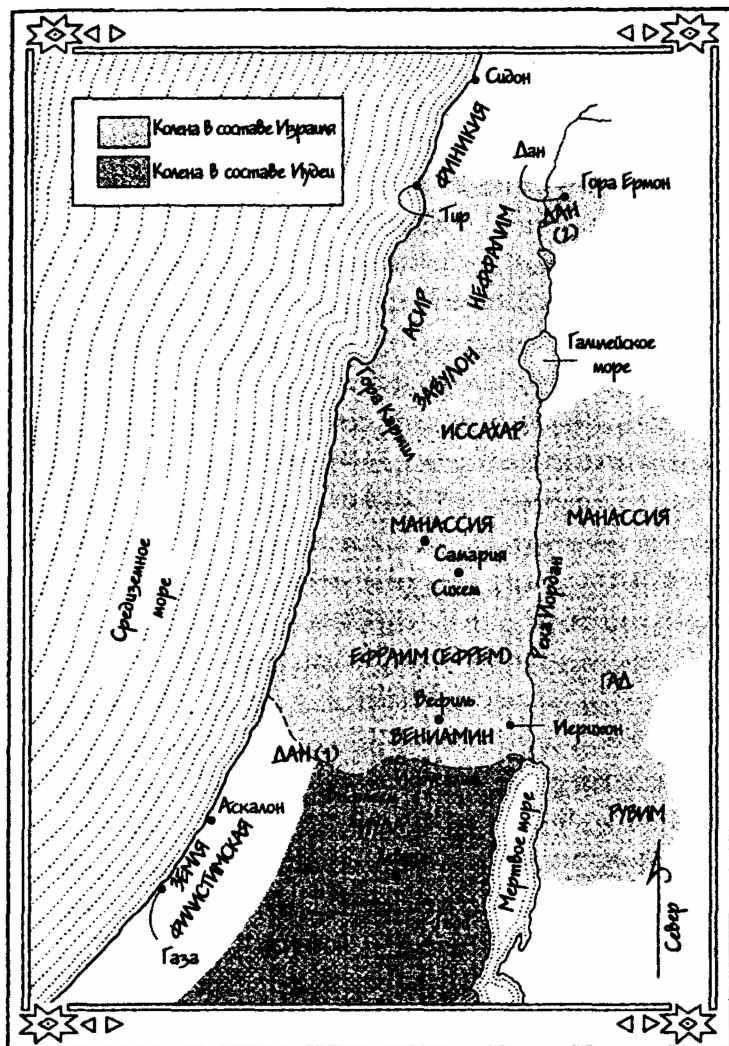 Колена в составе Израиля
Колена в составе Иудеи
Сидон
ФИНИКИЯ
Дан
Гора Ермон
Тир
ДАН
(2)
НЕФФАЛИМ
АСИР
Галилейское
море
ЗАВУЛОН
Гора Кармил
ИССАХАР
МАНАССИЯ
МАНАССИЯ
Самария
Сихем
Средиземное
море
Река Иордан
ЕФРАИМ (ЕФРЕМ)
ГАД
Вефиль
ВЕНИАМИН
Иерихон
ДАН (1)
Аскалон
РУВИМ
ЗЕМЛЯ
ФИЛИСТИМСКАЯ
Мертвое море
Газа
Север